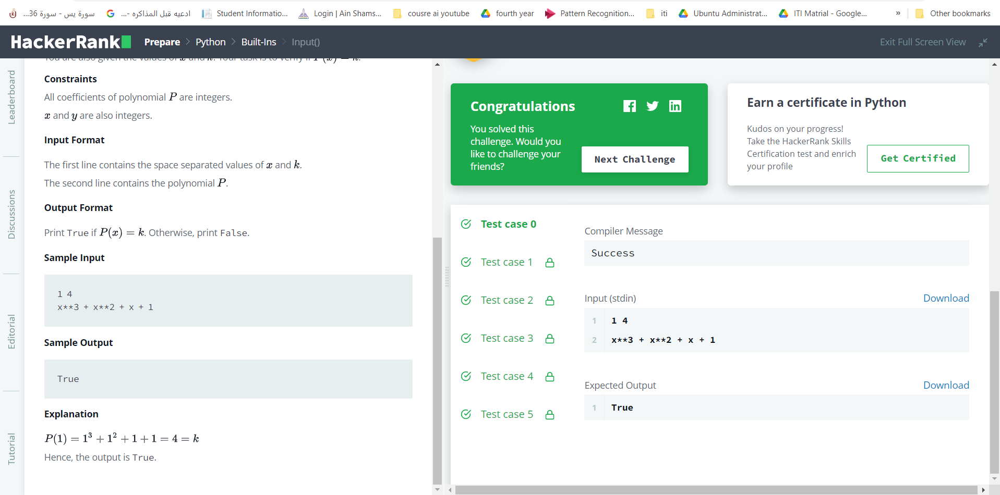 سورة يس - سورة 36...
ادعيه قبل المذاكره -...
Student Informatio...
Login | Ain Shams...
cousre ai youtube
fourth year
Pattern Recognition...
iti
Ubuntu Administrat...
ITI Matrial - Google...
»
Other bookmarks
HackerRank
Prepare > Python > Built-Ins > Input()
Exit Full Screen View
Leaderboard
Discussions
Editorial
Tutorial
You are also given the values of x and k. Your task is to verify if P(x) = k.
Constraints
All coefficients of polynomial P are integers.
x and y are also integers.
Input Format
The first line contains the space separated values of x and k.
The second line contains the polynomial P.
Output Format
Print True if P(x) = k. Otherwise, print False.
Sample Input
1 4
x**3 + x**2 + x + 1
Sample Output
True
Explanation
P(1) = 1³ + 1² + 1 + 1 = 4 = k
Hence, the output is True.
Congratulations
You solved this
challenge. Would you
like to challenge your
friends?
Next Challenge
Earn a certificate in Python
Kudos on your progress!
Take the HackerRank Skills
Certification test and enrich
your profile
Get Certified
Test case 0
Test case 1
Test case 2
Test case 3
Test case 4
Test case 5
Compiler Message
Success
Input (stdin)
Download
1 1 4
2 x**3 + x**2 + x + 1
Expected Output
Download
1 True